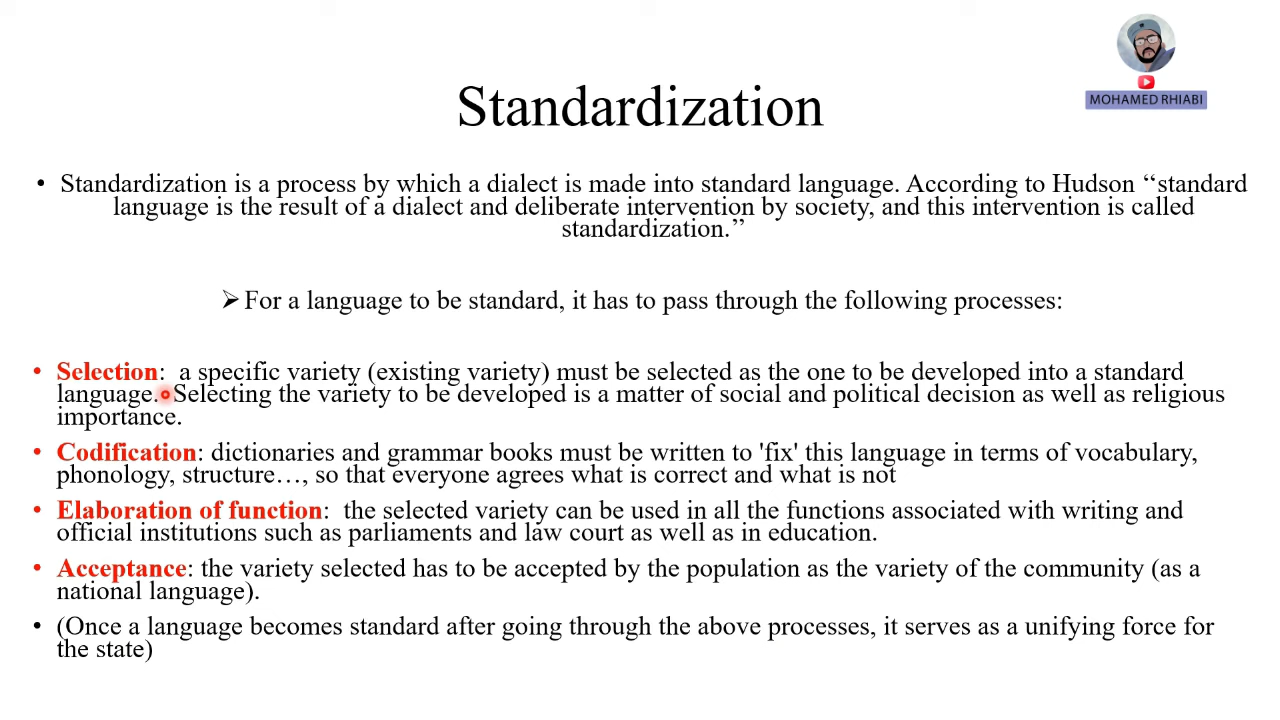 MOHAMED RHIABI
Standardization
• Standardization is a process by which a dialect is made into standard language. According to Hudson ‘‘standard
language is the result of a dialect and deliberate intervention by society, and this intervention is called
standardization.’’
➢ For a language to be standard, it has to pass through the following processes:
• Selection:  a specific variety (existing variety) must be selected as the one to be developed into a standard
language. Selecting the variety to be developed is a matter of social and political decision as well as religious
importance.
• Codification: dictionaries and grammar books must be written to 'fix' this language in terms of vocabulary,
phonology, structure…, so that everyone agrees what is correct and what is not
• Elaboration of function:  the selected variety can be used in all the functions associated with writing and
official institutions such as parliaments and law court as well as in education.
• Acceptance: the variety selected has to be accepted by the population as the variety of the community (as a
national language).
• (Once a language becomes standard after going through the above processes, it serves as a unifying force for
the state)